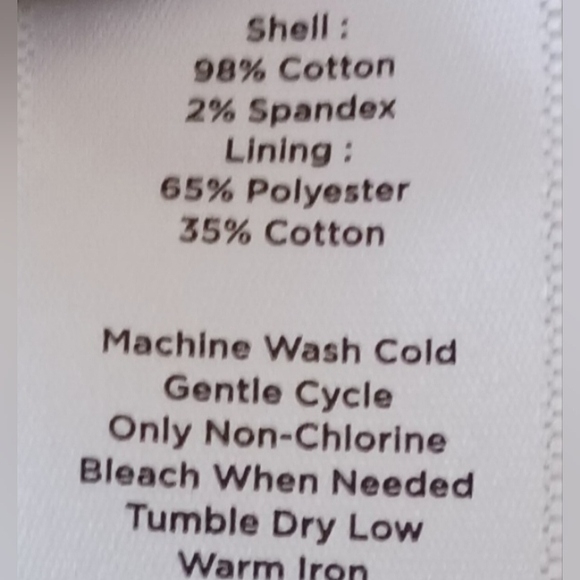 Shell :
98% Cotton
2% Spandex
Lining :
65% Polyester
35% Cotton
Machine Wash Cold
Gentle Cycle
Only Non-Chlorine
Bleach When Needed
Tumble Dry Low
Warm Iron